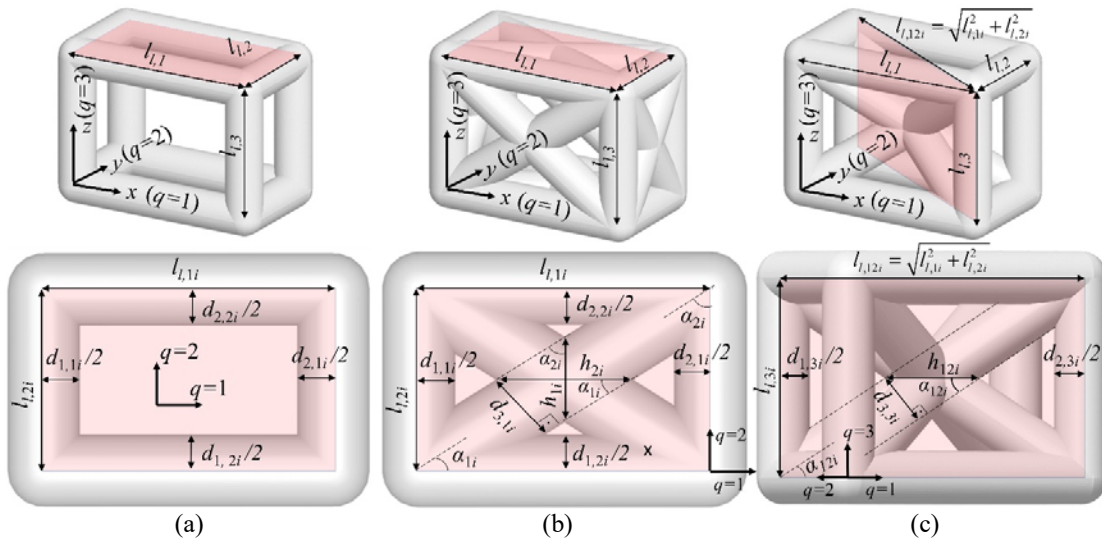 l_{l,1}
l_{l,2}
l_{l,3}
z (q=3)
y (q=2)
x (q=1)
l_{l,1}
l_{l,2}
l_{l,3}
z (q=3)
y (q=2)
x (q=1)
l_{l,12i} = \sqrt{l_{l,1i}^2 + l_{l,2i}^2}
l_{l,1}
l_{l,2}
l_{l,3}
z (q=3)
y (q=2)
x (q=1)
l_{l,1i}
d_{2,2i}/2
d_{1,1i}/2
d_{2,1i}/2
q=2
q=1
l_{l,2i}
d_{1,2i}/2
l_{l,1i}
d_{2,2i}/2
α_{2i}
d_{1,1i}/2
α_{2i}
h_{2i}
d_{2,1i}/2
h_{1i}
α_{1i}
l_{l,2i}
d_{3,1i}
α_{1i}
d_{1,2i}/2
x
q=2
q=1
l_{l,12i} = \sqrt{l_{l,1i}^2 + l_{l,2i}^2}
d_{1,3i}/2
h_{12i}
d_{2,3i}/2
α_{12i}
l_{l,3i}
d_{3,3i}
q=3
α_{12i}
q=2
q=1
(a)
(b)
(c)